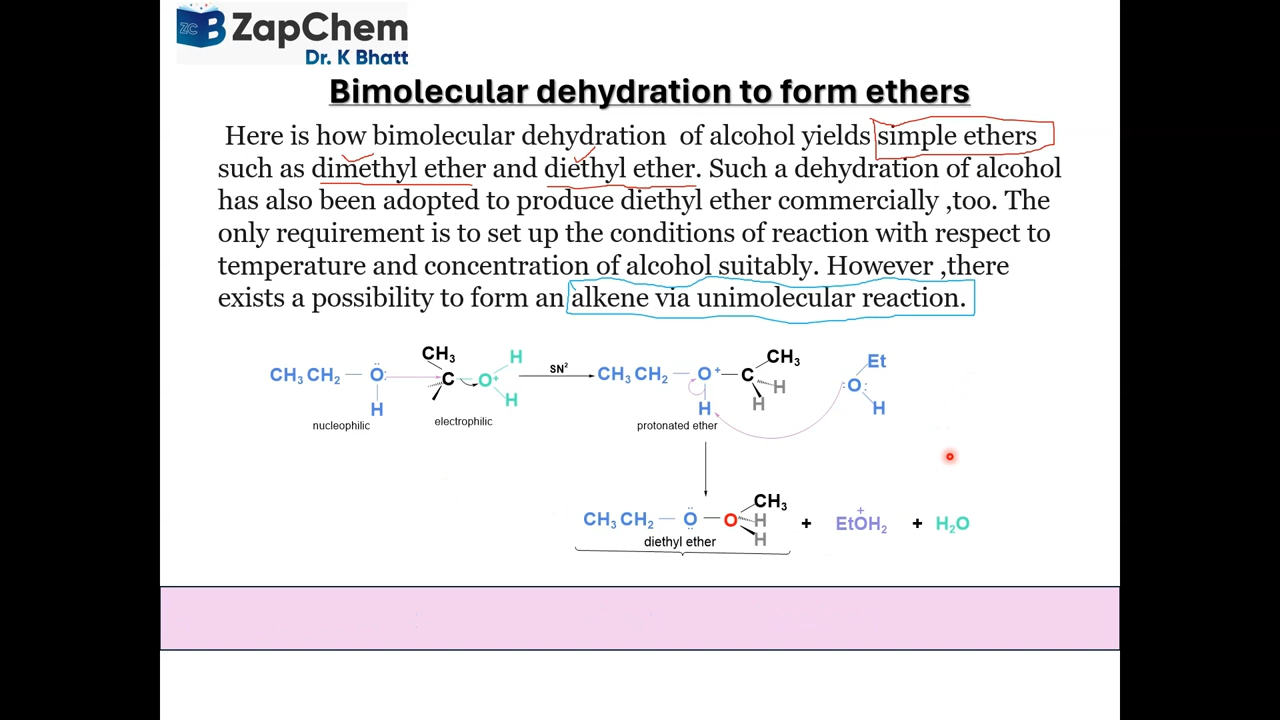 ZC B ZapChem
Dr. K Bhatt
Bimolecular dehydration to form ethers
Here is how bimolecular dehydration of alcohol yields simple ethers
such as dimethyl ether and diethyl ether. Such a dehydration of alcohol
has also been adopted to produce diethyl ether commercially ,too. The
only requirement is to set up the conditions of reaction with respect to
temperature and concentration of alcohol suitably. However ,there
exists a possibility to form an alkene via unimolecular reaction.
CH₃ H CH₃ Et
CH₃ CH₂ — Ö: C — O⁺ SN² CH₃ CH₂ — O⁺ — C H :O:
H H H H H
nucleophilic electrophilic protonated ether
CH₃
CH₃ CH₂ — Ö — O H + EtO⁺H₂ + H₂O
H
diethyl ether